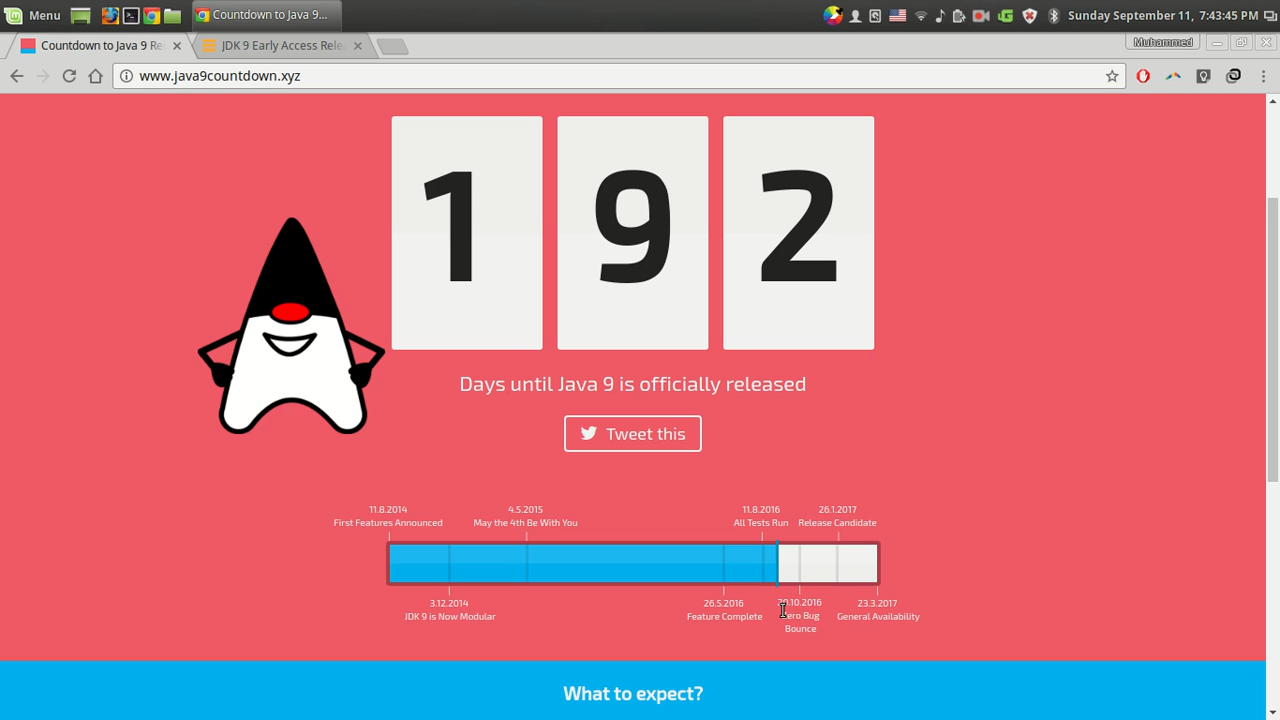 Menu
Countdown to Java 9...
Sunday September 11, 7:43:45 PM
Countdown to Java 9 Re
JDK 9 Early Access Rele
Muhammed
www.java9countdown.xyz
1 9 2
Days until Java 9 is officially released
Tweet this
11.8.2014
First Features Announced
4.5.2015
May the 4th Be With You
11.8.2016
All Tests Run
26.1.2017
Release Candidate
3.12.2014
JDK 9 is Now Modular
26.5.2016
Feature Complete
.10.2016
ero Bug
Bounce
23.3.2017
General Availability
What to expect?